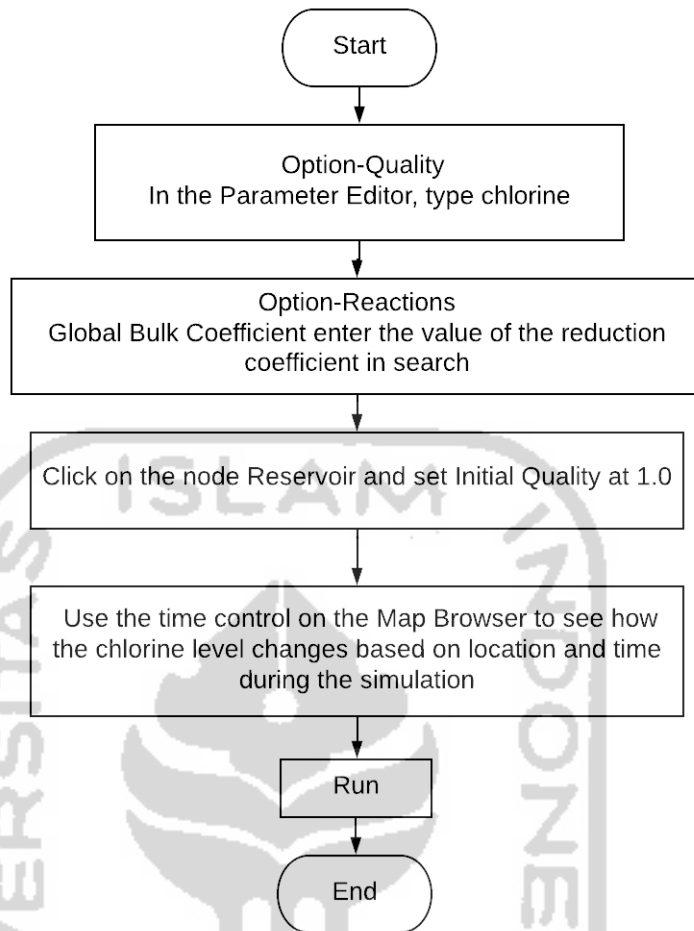 Start
Option-Quality
In the Parameter Editor, type chlorine
Option-Reactions
Global Bulk Coefficient enter the value of the reduction
coefficient in search
Click on the node Reservoir and set Initial Quality at 1.0
Use the time control on the Map Browser to see how
the chlorine level changes based on location and time
during the simulation
Run
End
ISLAM